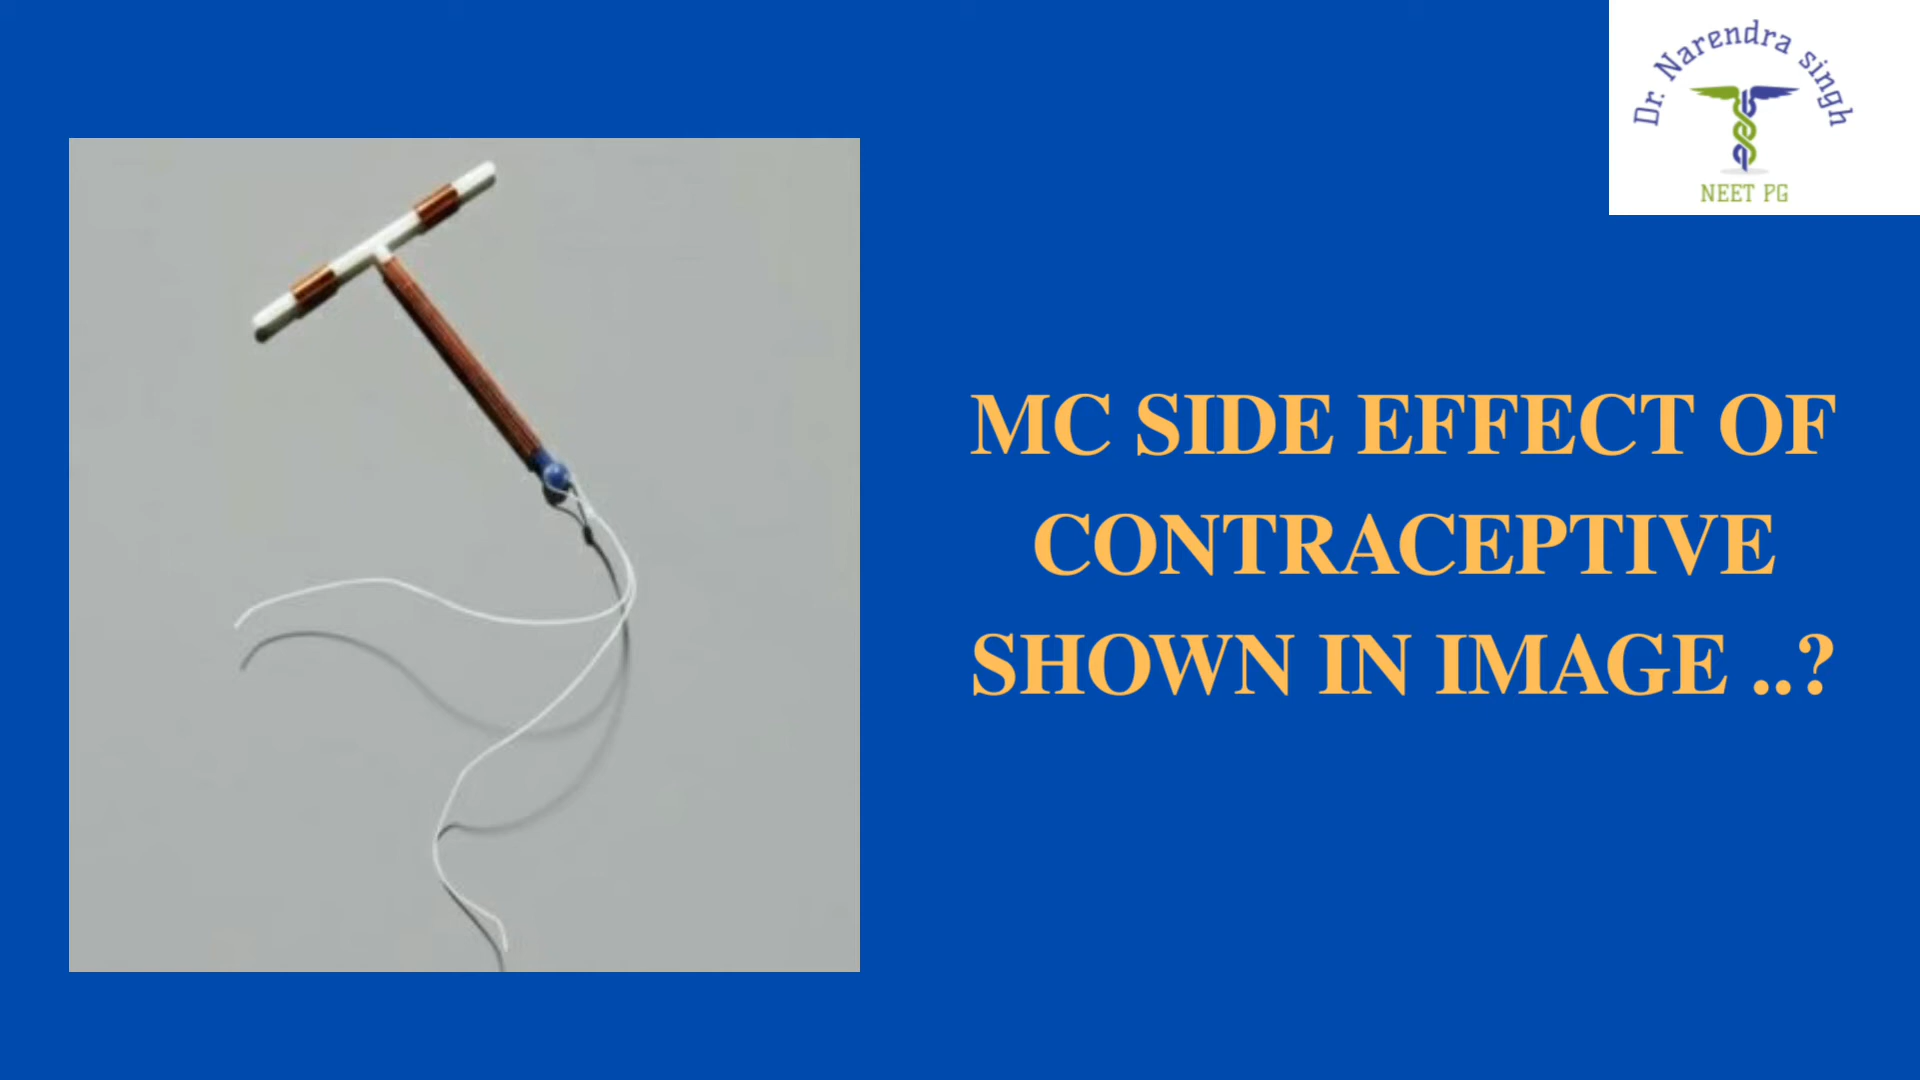 Dr. Narendra singh
NEET PG
MC SIDE EFFECT OF
CONTRACEPTIVE
SHOWN IN IMAGE ..?